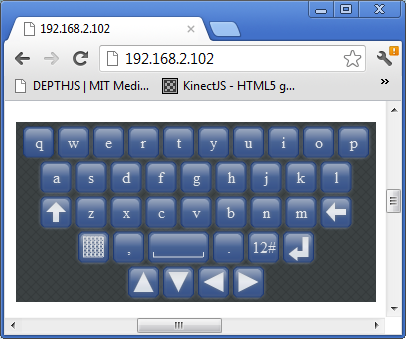 192.168.2.102
192.168.2.102
DEPTHJS | MIT Medi... KinectJS - HTML5 g... »
q w e r t y u i o p
a s d f g h j k l
z x c v b n m
, . 12#